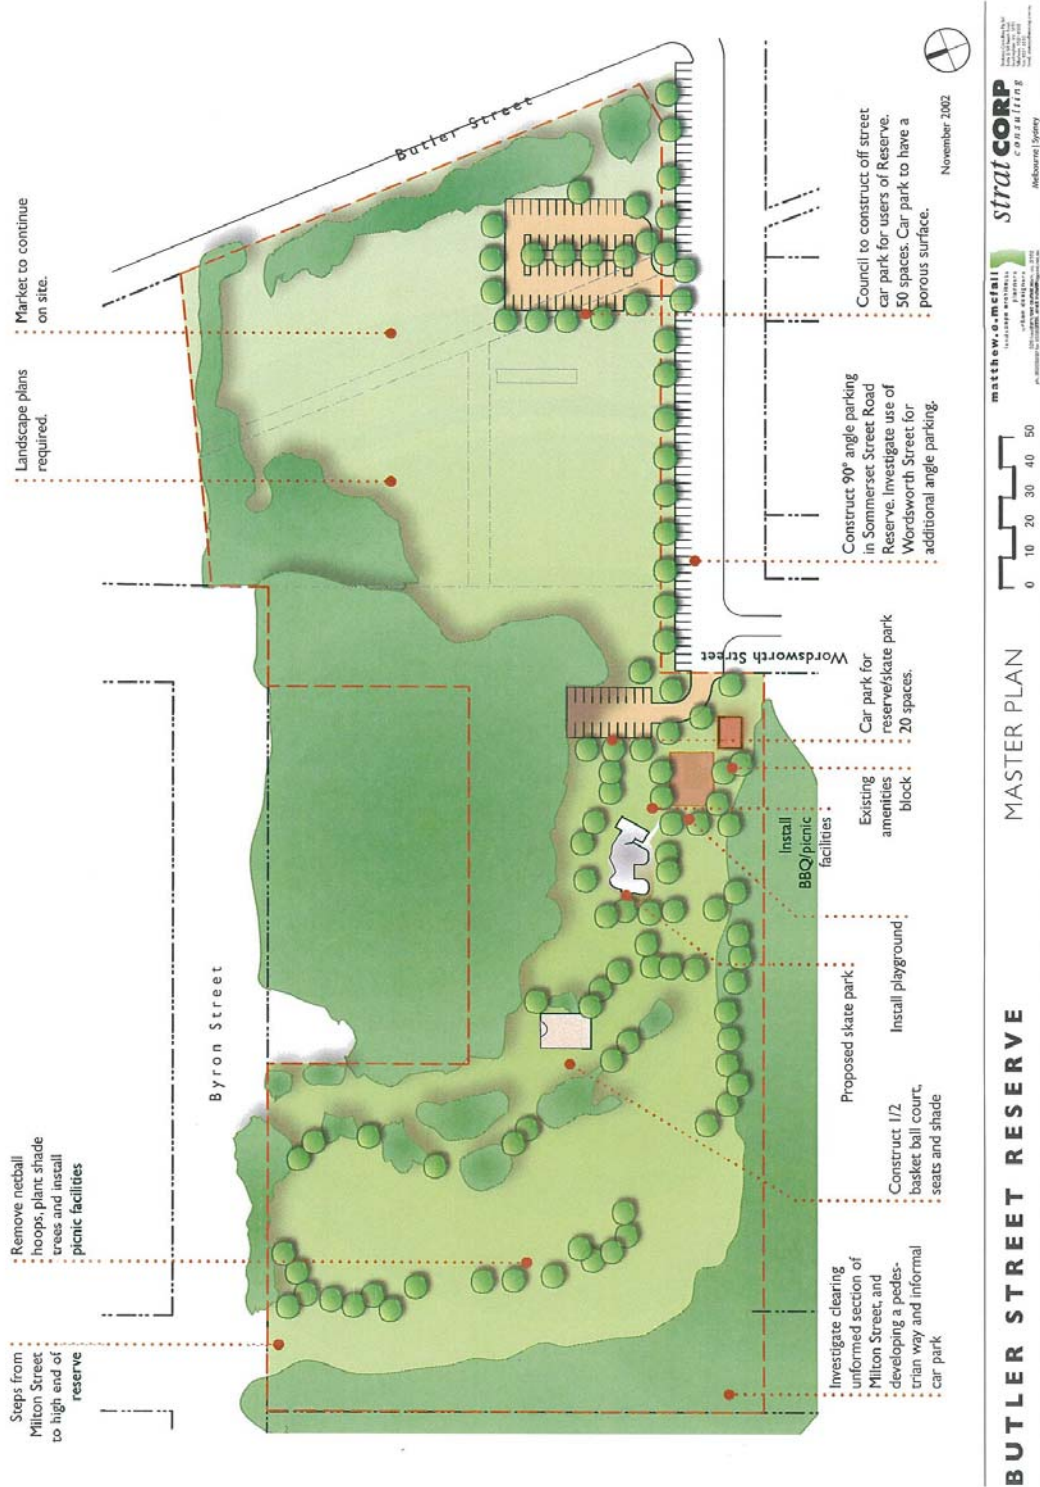 Steps from
Milton Street
to high end of
reserve
Remove netball
hoops, plant shade
trees and install
picnic facilities
Landscape plans
required.
Market to continue
on site.
Byron Street
Butler Street
Wordsworth Street
Investigate clearing
unformed section of
Milton Street, and
developing a pedes-
trian way and informal
car park
Construct 1/2
basket ball court,
seats and shade
Proposed skate park
Install playground
Install
BBQ/picnic
facilities
Existing
amenities
block
Car park for
reserve/skate park
20 spaces.
Construct 90° angle parking
in Sommerset Street Road
Reserve. Investigate use of
Wordsworth Street for
additional angle parking.
Council to construct off street
car park for users of Reserve.
50 spaces. Car park to have a
porous surface.
November 2002
BUTLER STREET RESERVE
MASTER PLAN
0 10 20 30 40 50
matthew.o.mcfall
landscape architects
planners
urban designers
stratCORP
consulting
Melbourne | Sydney